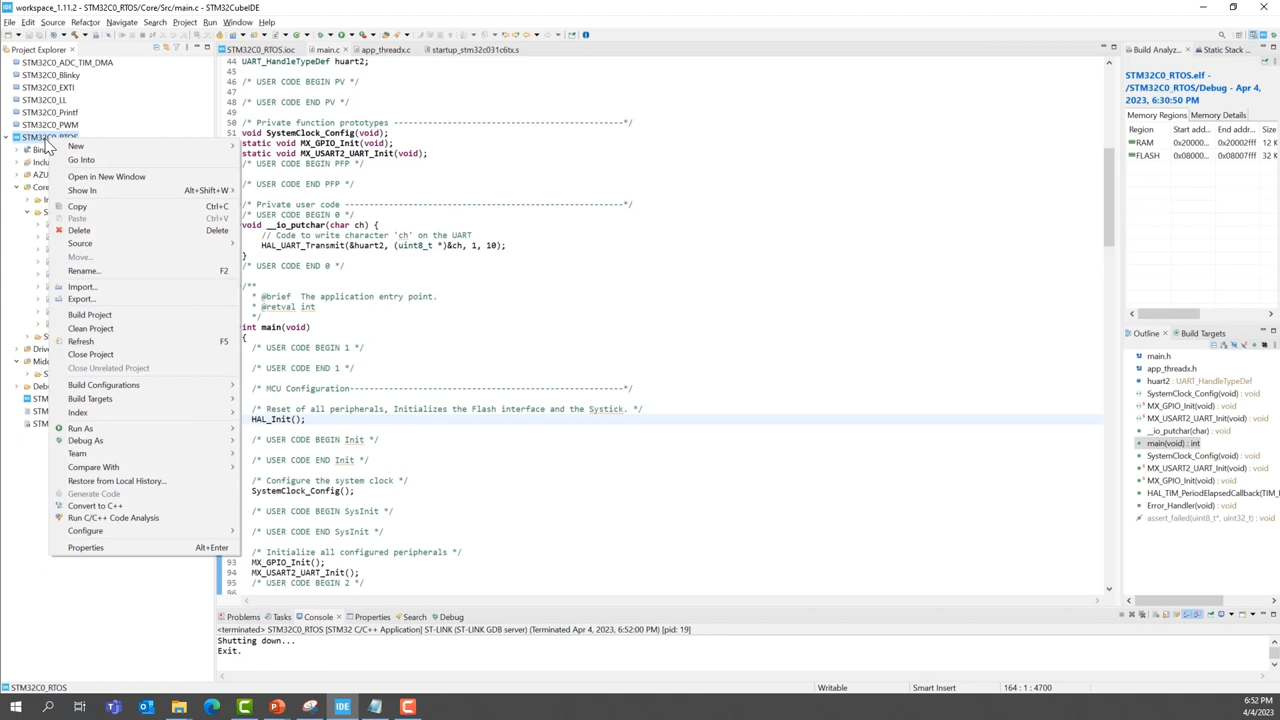 workspace_1.11.2 - STM32C0_RTOS/Core/Src/main.c - STM32CubeIDE
File Edit Source Refactor Navigate Search Project Run Window Help
Project Explorer
STM32C0_ADC_TIM_DMA
STM32C0_Blinky
STM32C0_EXTI
STM32C0_LL
STM32C0_Printf
STM32C0_PWM
STM32C0_RTOS
New
Go Into
Open in New Window
Show In Alt+Shift+W
Copy Ctrl+C
Paste Ctrl+V
Delete Delete
Source
Move...
Rename... F2
Import...
Export...
Build Project
Clean Project
Refresh F5
Close Project
Close Unrelated Project
Build Configurations
Build Targets
Index
Run As
Debug As
Team
Compare With
Restore from Local History...
Generate Code
Convert to C++
Run C/C++ Code Analysis
Configure
Properties Alt+Enter
STM32C0_RTOS.ioc main.c app_threadx.c startup_stm32c031c6tx.s
44 UART_HandleTypeDef huart2;
45
46 /* USER CODE BEGIN PV */
47
48 /* USER CODE END PV */
49
50 /* Private function prototypes -----------------------------------------------*/
51 void SystemClock_Config(void);
52 static void MX_GPIO_Init(void);
53 static void MX_USART2_UART_Init(void);
/* USER CODE BEGIN PFP */
/* USER CODE END PFP */
/* Private user code ---------------------------------------------------------*/
/* USER CODE BEGIN 0 */
void __io_putchar(char ch) {
// Code to write character 'ch' on the UART
HAL_UART_Transmit(&huart2, (uint8_t *)&ch, 1, 10);
}
/* USER CODE END 0 */
/**
* @brief The application entry point.
* @retval int
*/
int main(void)
{
/* USER CODE BEGIN 1 */
/* USER CODE END 1 */
/* MCU Configuration--------------------------------------------------------*/
/* Reset of all peripherals, Initializes the Flash interface and the Systick. */
HAL_Init();
/* USER CODE BEGIN Init */
/* USER CODE END Init */
/* Configure the system clock */
SystemClock_Config();
/* USER CODE BEGIN SysInit */
/* USER CODE END SysInit */
/* Initialize all configured peripherals */
93 MX_GPIO_Init();
94 MX_USART2_UART_Init();
95 /* USER CODE BEGIN 2 */
96
Build Analyz... Static Stack ...
STM32C0_RTOS.elf -
/STM32C0_RTOS/Debug - Apr 4,
2023, 6:30:50 PM
Memory Regions Memory Details
Region Start addr... End addr... Size
RAM 0x20000... 0x20002fff 12 K
FLASH 0x08000... 0x08007fff 32 K
Outline Build Targets
main.h
app_threadx.h
huart2 : UART_HandleTypeDef
SystemClock_Config(void) : void
MX_GPIO_Init(void) : void
MX_USART2_UART_Init(void) : void
__io_putchar(char) : void
main(void) : int
SystemClock_Config(void) : void
MX_USART2_UART_Init(void) : void
MX_GPIO_Init(void) : void
HAL_TIM_PeriodElapsedCallback(TIM_
Error_Handler(void) : void
assert_failed(uint8_t*, uint32_t) : void
Problems Tasks Console Properties Search Debug
<terminated> STM32C0_RTOS [STM32 C/C++ Application] ST-LINK (ST-LINK GDB server) (Terminated Apr 4, 2023, 6:52:00 PM) [pid: 19]
Shutting down...
Exit.
STM32C0_RTOS Writable Smart Insert 164 : 1 : 4700
IDE
6:52 PM
4/4/2023